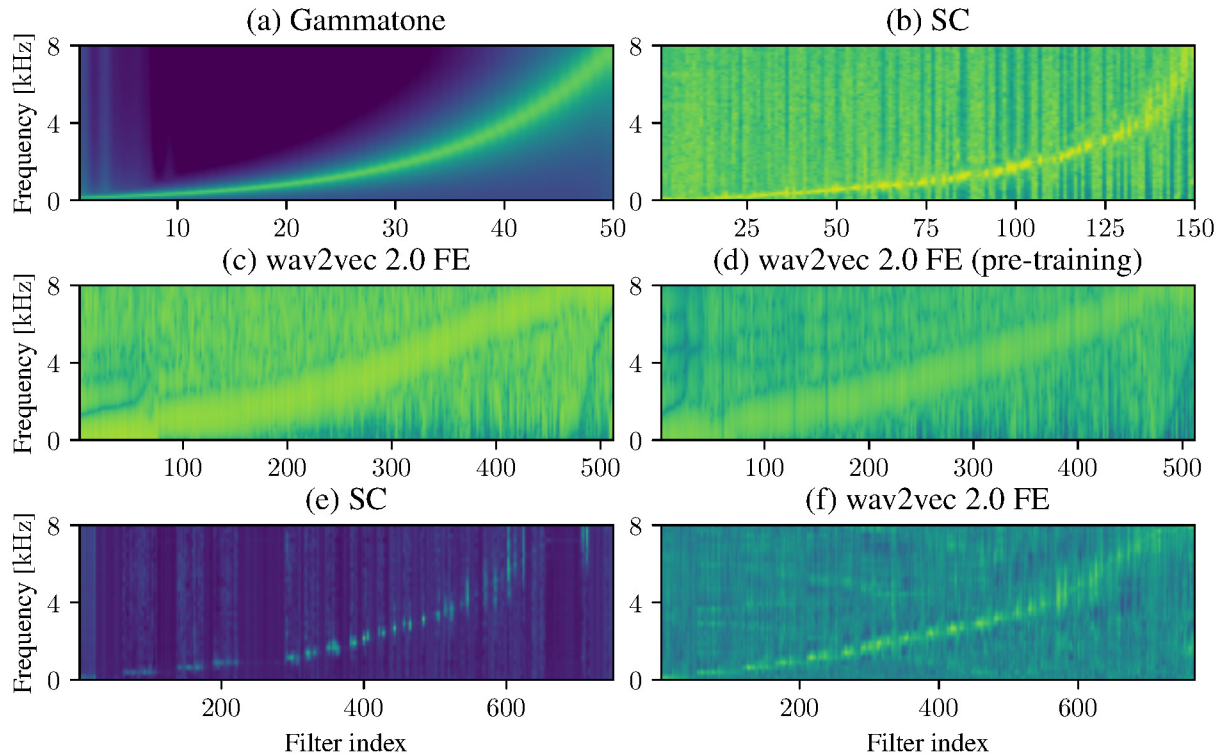 (a) Gammatone
(b) SC
Frequency [kHz]
8
4
0
10 20 30 40 50
25 50 75 100 125 150
(c) wav2vec 2.0 FE
(d) wav2vec 2.0 FE (pre-training)
Frequency [kHz]
8
4
0
100 200 300 400 500
100 200 300 400 500
(e) SC
(f) wav2vec 2.0 FE
Frequency [kHz]
8
4
0
200 400 600
200 400 600
Filter index
Filter index
8
4
0
8
4
0
8
4
0